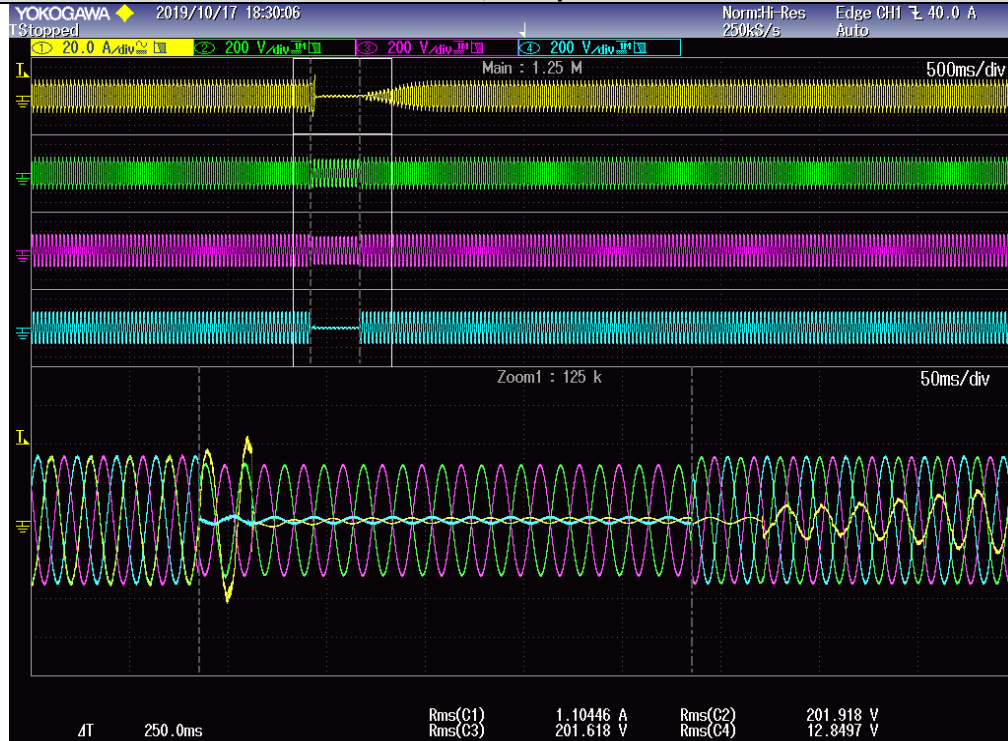 YOKOGAWA 2019/10/17 18:30:06 Norm:Hi-Res Edge CH1 40.0 A
Stopped 250kS/s Auto
1 20.0 A/div 2 200 V/div 3 200 V/div 4 200 V/div
Main : 1.25 M 500ms/div
Zoom1 : 125 k 50ms/div
Rms(C1) 1.10446 A Rms(C2) 201.918 V
ΔT 250.0ms Rms(C3) 201.618 V Rms(C4) 12.8497 V